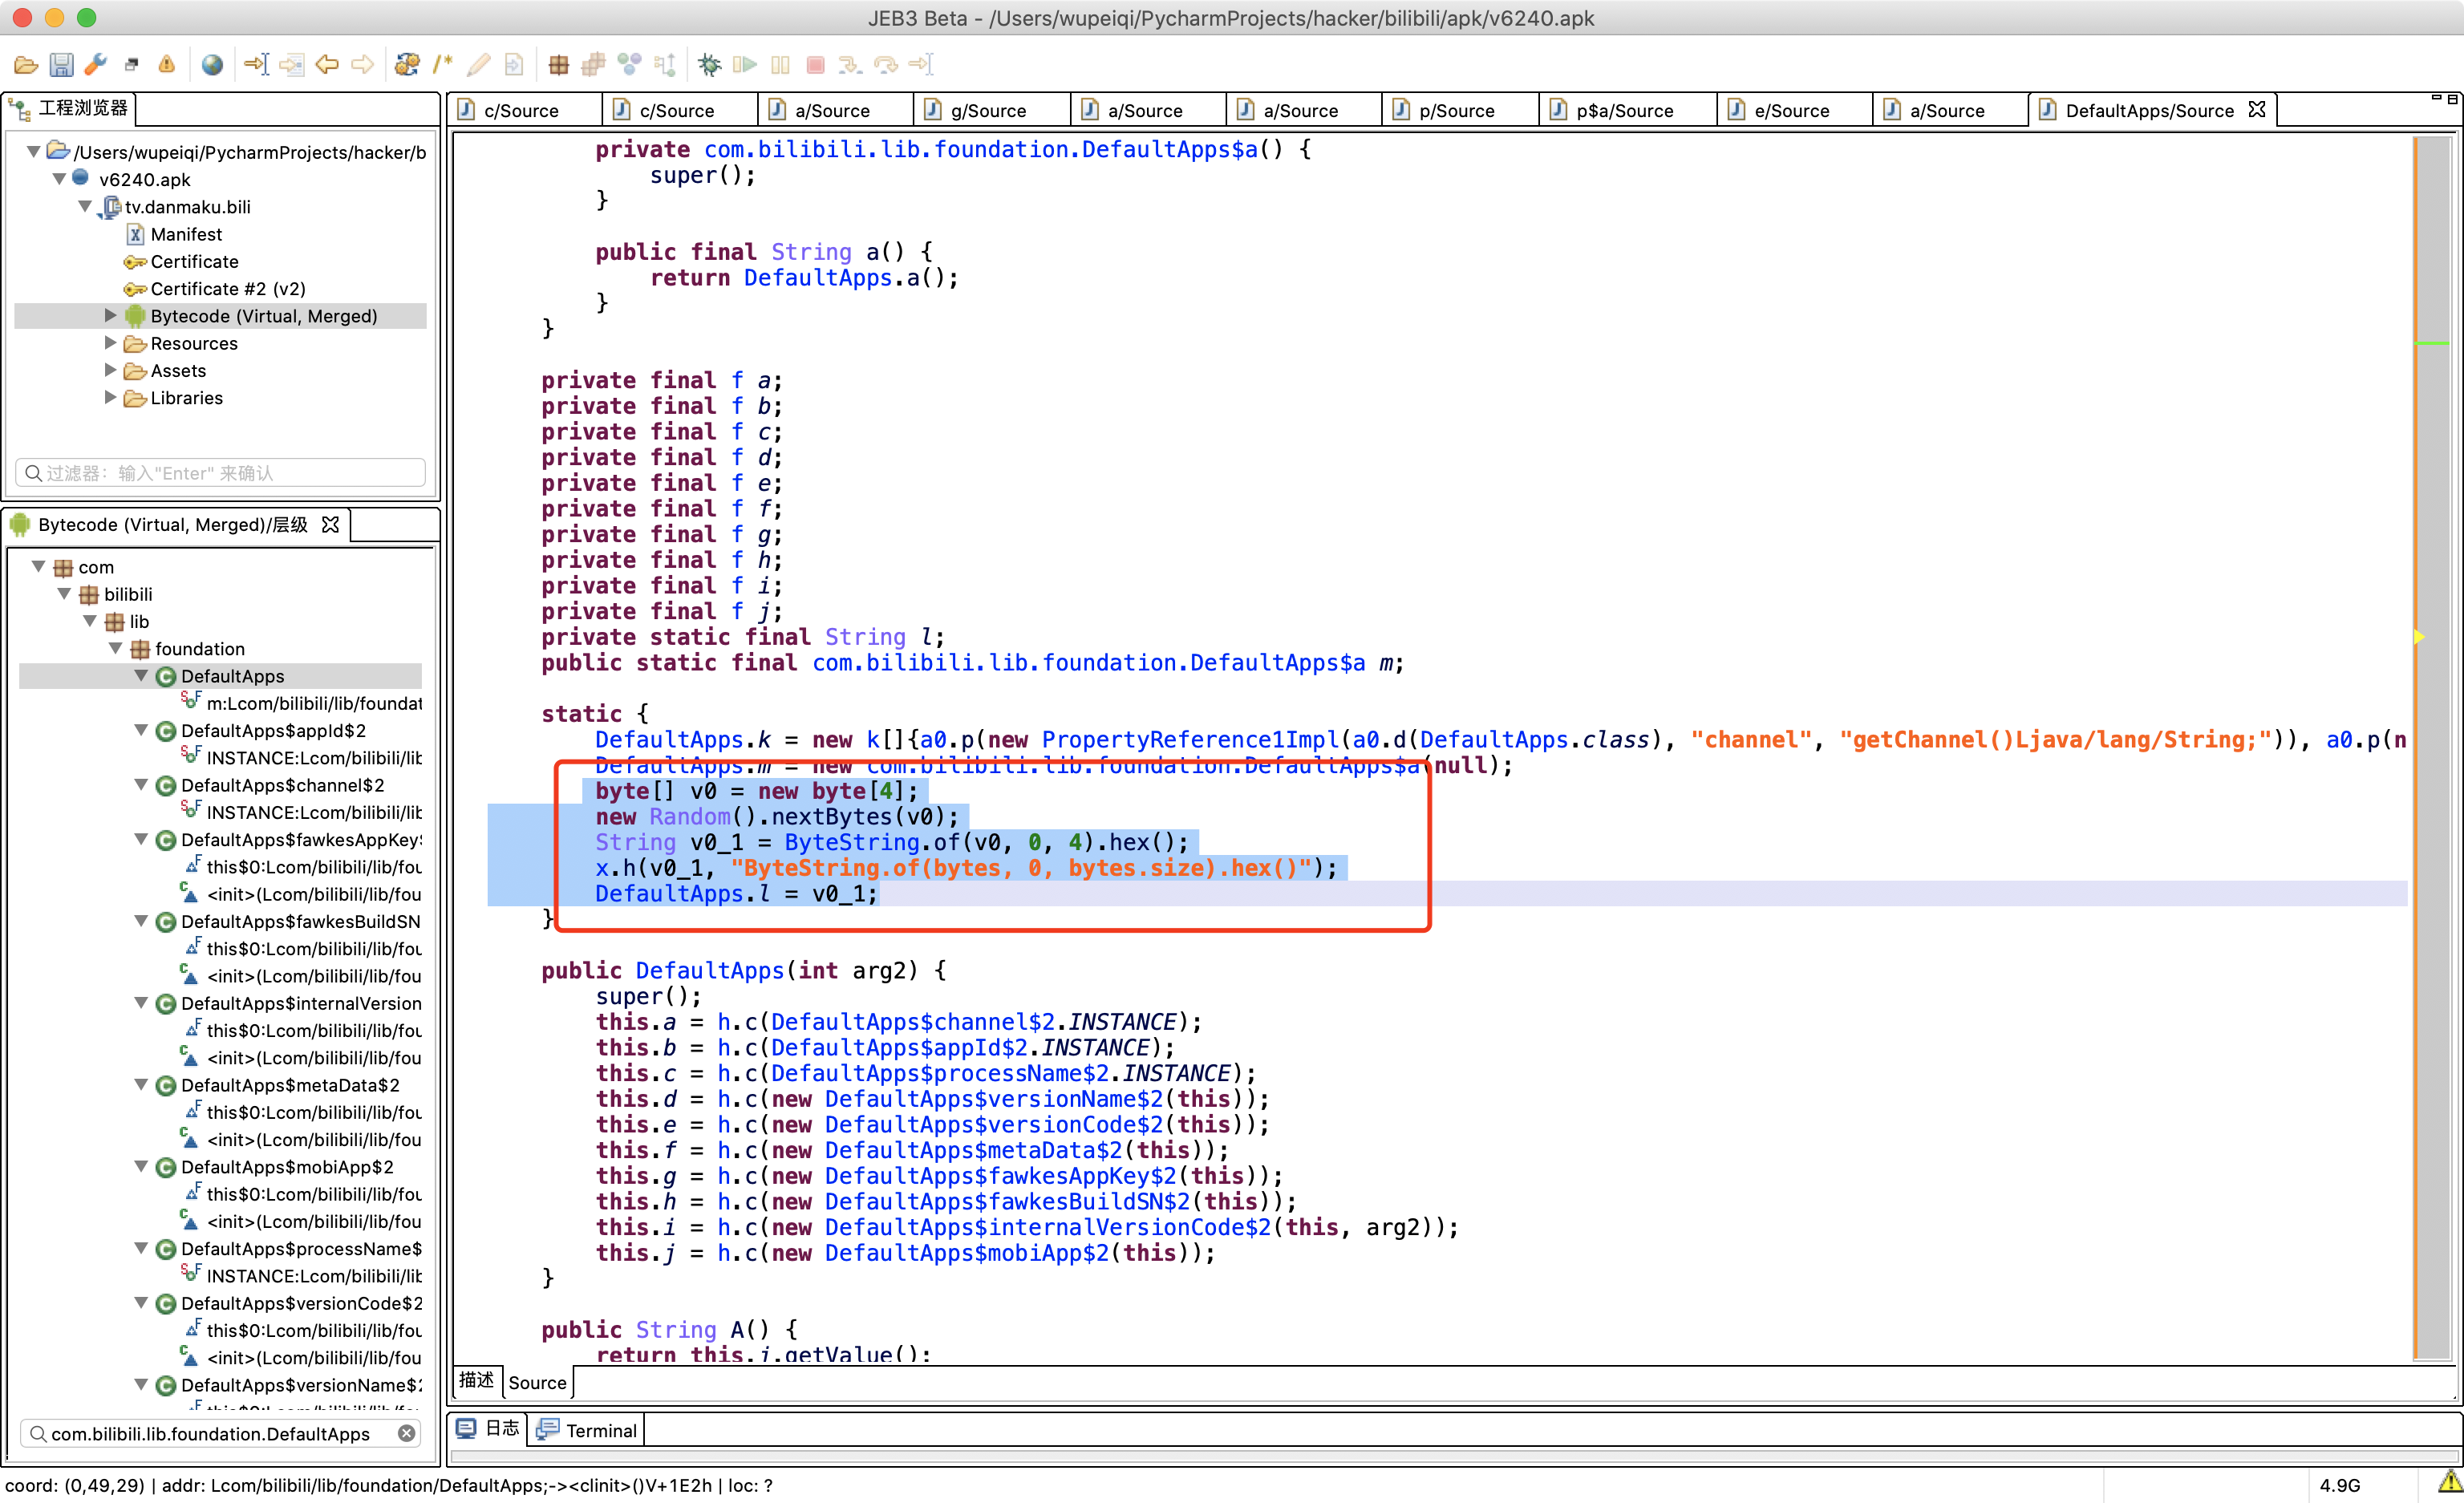 JEB3 Beta - /Users/wupeiqi/PycharmProjects/hacker/bilibili/apk/v6240.apk
工程浏览器
/Users/wupeiqi/PycharmProjects/hacker/b
v6240.apk
tv.danmaku.bili
Manifest
Certificate
Certificate #2 (v2)
Bytecode (Virtual, Merged)
Resources
Assets
Libraries
过滤器: 输入"Enter" 来确认
Bytecode (Virtual, Merged)/层级
com
bilibili
lib
foundation
DefaultApps
m:Lcom/bilibili/lib/foundat
DefaultApps$appId$2
INSTANCE:Lcom/bilibili/lib
DefaultApps$channel$2
INSTANCE:Lcom/bilibili/lib
DefaultApps$fawkesAppKey
this$0:Lcom/bilibili/lib/fou
<init>(Lcom/bilibili/lib/fou
DefaultApps$fawkesBuildSN
this$0:Lcom/bilibili/lib/fou
<init>(Lcom/bilibili/lib/fou
DefaultApps$internalVersion
this$0:Lcom/bilibili/lib/fou
<init>(Lcom/bilibili/lib/fou
DefaultApps$metaData$2
this$0:Lcom/bilibili/lib/fou
<init>(Lcom/bilibili/lib/fou
DefaultApps$mobiApp$2
this$0:Lcom/bilibili/lib/fou
<init>(Lcom/bilibili/lib/fou
DefaultApps$processName$
INSTANCE:Lcom/bilibili/lib
DefaultApps$versionCode$2
this$0:Lcom/bilibili/lib/fou
<init>(Lcom/bilibili/lib/fou
DefaultApps$versionName$2
com.bilibili.lib.foundation.DefaultApps
c/Source c/Source a/Source g/Source a/Source a/Source p/Source p$a/Source e/Source a/Source DefaultApps/Source
private com.bilibili.lib.foundation.DefaultApps$a() {
super();
}
public final String a() {
return DefaultApps.a();
}
}
private final f a;
private final f b;
private final f c;
private final f d;
private final f e;
private final f f;
private final f g;
private final f h;
private final f i;
private final f j;
private static final String l;
public static final com.bilibili.lib.foundation.DefaultApps$a m;
static {
DefaultApps.k = new k[]{a0.p(new PropertyReference1Impl(a0.d(DefaultApps.class), "channel", "getChannel()Ljava/lang/String;")), a0.p(n
DefaultApps.m = new com.bilibili.lib.foundation.DefaultApps$a(null);
byte[] v0 = new byte[4];
new Random().nextBytes(v0);
String v0_1 = ByteString.of(v0, 0, 4).hex();
x.h(v0_1, "ByteString.of(bytes, 0, bytes.size).hex()");
DefaultApps.l = v0_1;
}
public DefaultApps(int arg2) {
super();
this.a = h.c(DefaultApps$channel$2.INSTANCE);
this.b = h.c(DefaultApps$appId$2.INSTANCE);
this.c = h.c(DefaultApps$processName$2.INSTANCE);
this.d = h.c(new DefaultApps$versionName$2(this));
this.e = h.c(new DefaultApps$versionCode$2(this));
this.f = h.c(new DefaultApps$metaData$2(this));
this.g = h.c(new DefaultApps$fawkesAppKey$2(this));
this.h = h.c(new DefaultApps$fawkesBuildSN$2(this));
this.i = h.c(new DefaultApps$internalVersionCode$2(this, arg2));
this.j = h.c(new DefaultApps$mobiApp$2(this));
}
public String A() {
return this.j.getValue();
描述 Source
日志 Terminal
coord: (0,49,29) | addr: Lcom/bilibili/lib/foundation/DefaultApps;-><clinit>()V+1E2h | loc: ?
4.9G